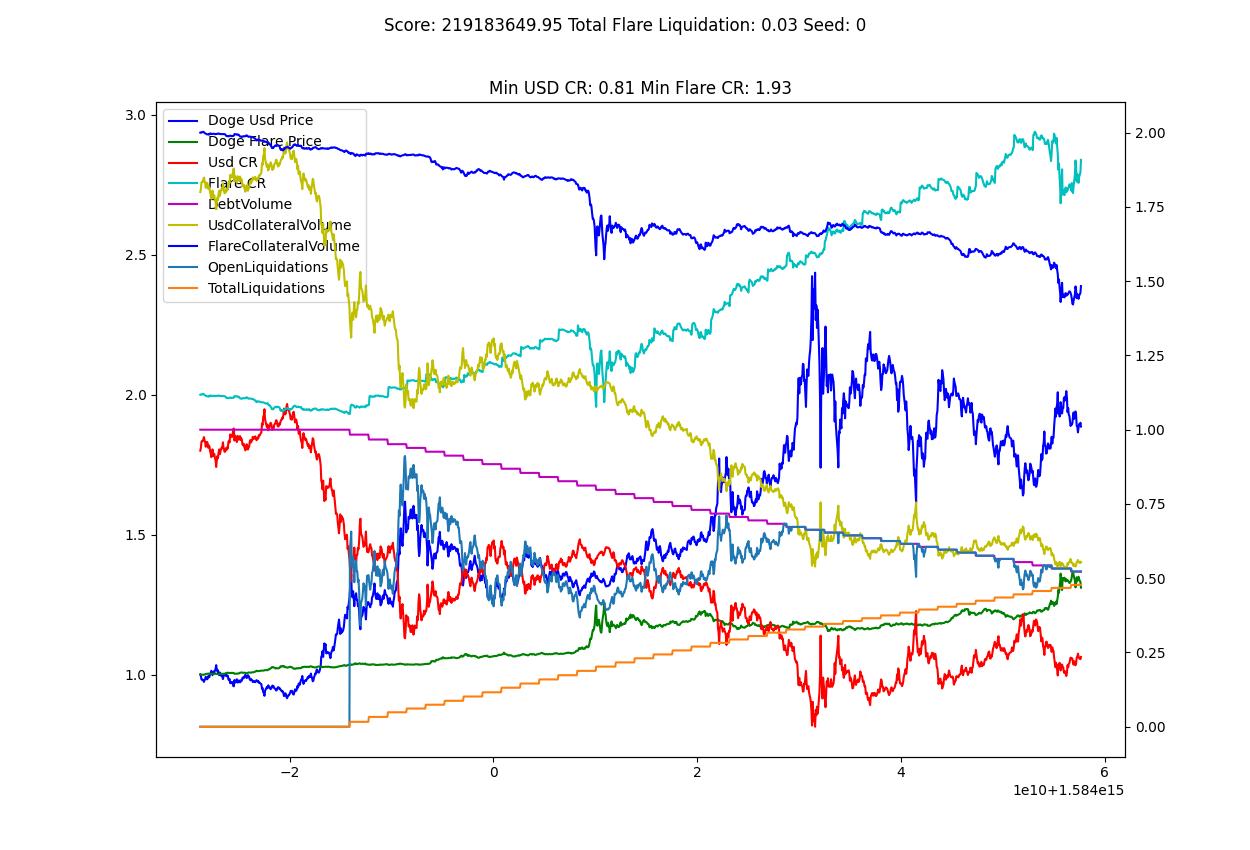 Score: 219183649.95 Total Flare Liquidation: 0.03 Seed: 0
Min USD CR: 0.81 Min Flare CR: 1.93
Doge Usd Price
Doge Flare Price
Usd CR
Flare CR
DebtVolume
UsdCollateralVolume
FlareCollateralVolume
OpenLiquidations
TotalLiquidations
3.0
2.5
2.0
1.5
1.0
2.00
1.75
1.50
1.25
1.00
0.75
0.50
0.25
0.00
−2
0
2
4
6
1e10+1.584e15